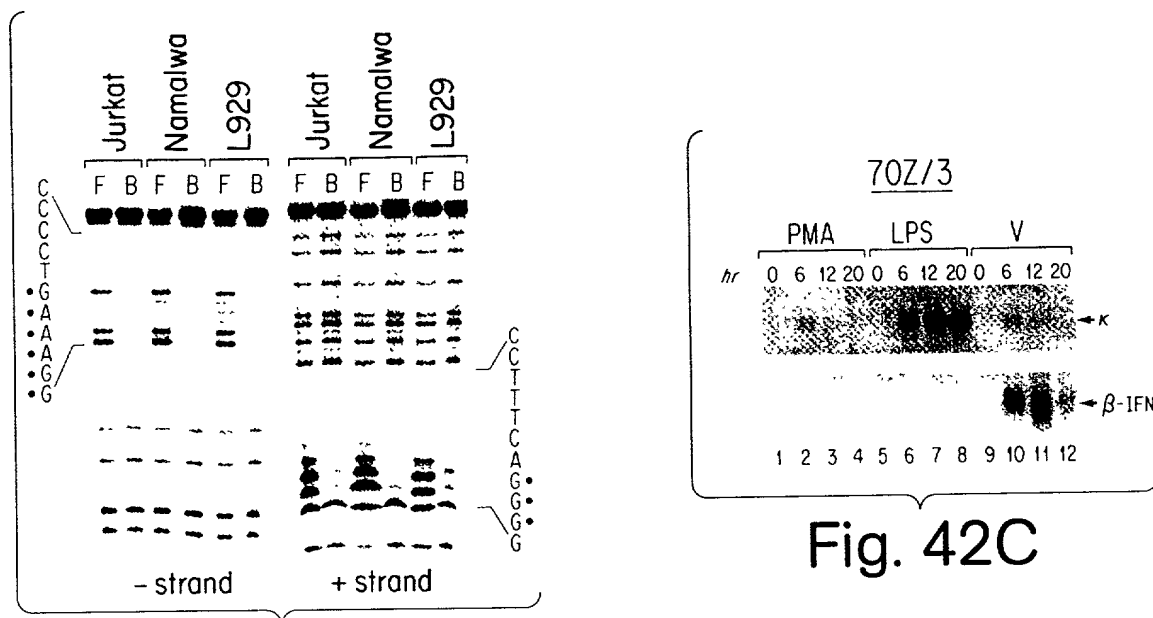 Jurkat Namalwa L929 Jurkat Namalwa L929
F B F B F B F B F B F B
C
C
C
C
T
• G
• A
• A
• A
• G
• G
C
C
T
T
T
C
A
G •
G •
G •
G
– strand + strand
70Z/3
PMA LPS V
hr 0 6 12 20 0 6 12 20 0 6 12 20
κ
β-IFN
1 2 3 4 5 6 7 8 9 10 11 12
Fig. 42C